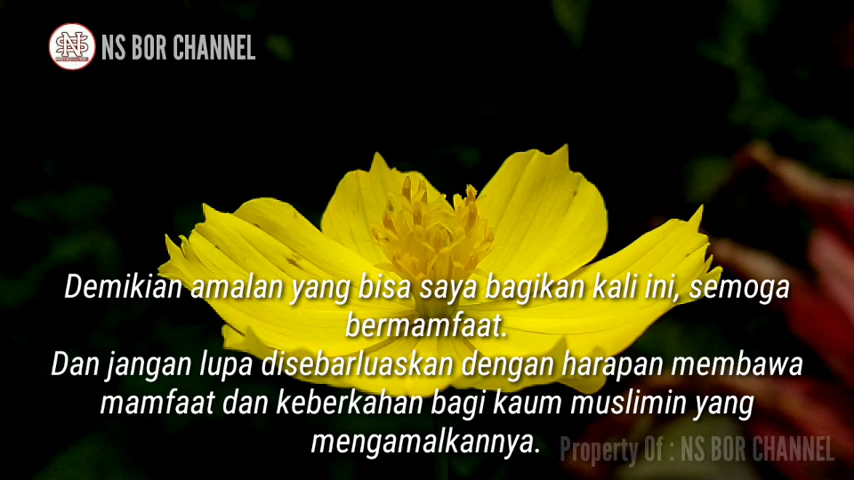 NS BOR CHANNEL
Demikian amalan yang bisa saya bagikan kali ini, semoga
bermamfaat.
Dan jangan lupa disebarluaskan dengan harapan membawa
mamfaat dan keberkahan bagi kaum muslimin yang
mengamalkannya.
Property Of : NS BOR CHANNEL